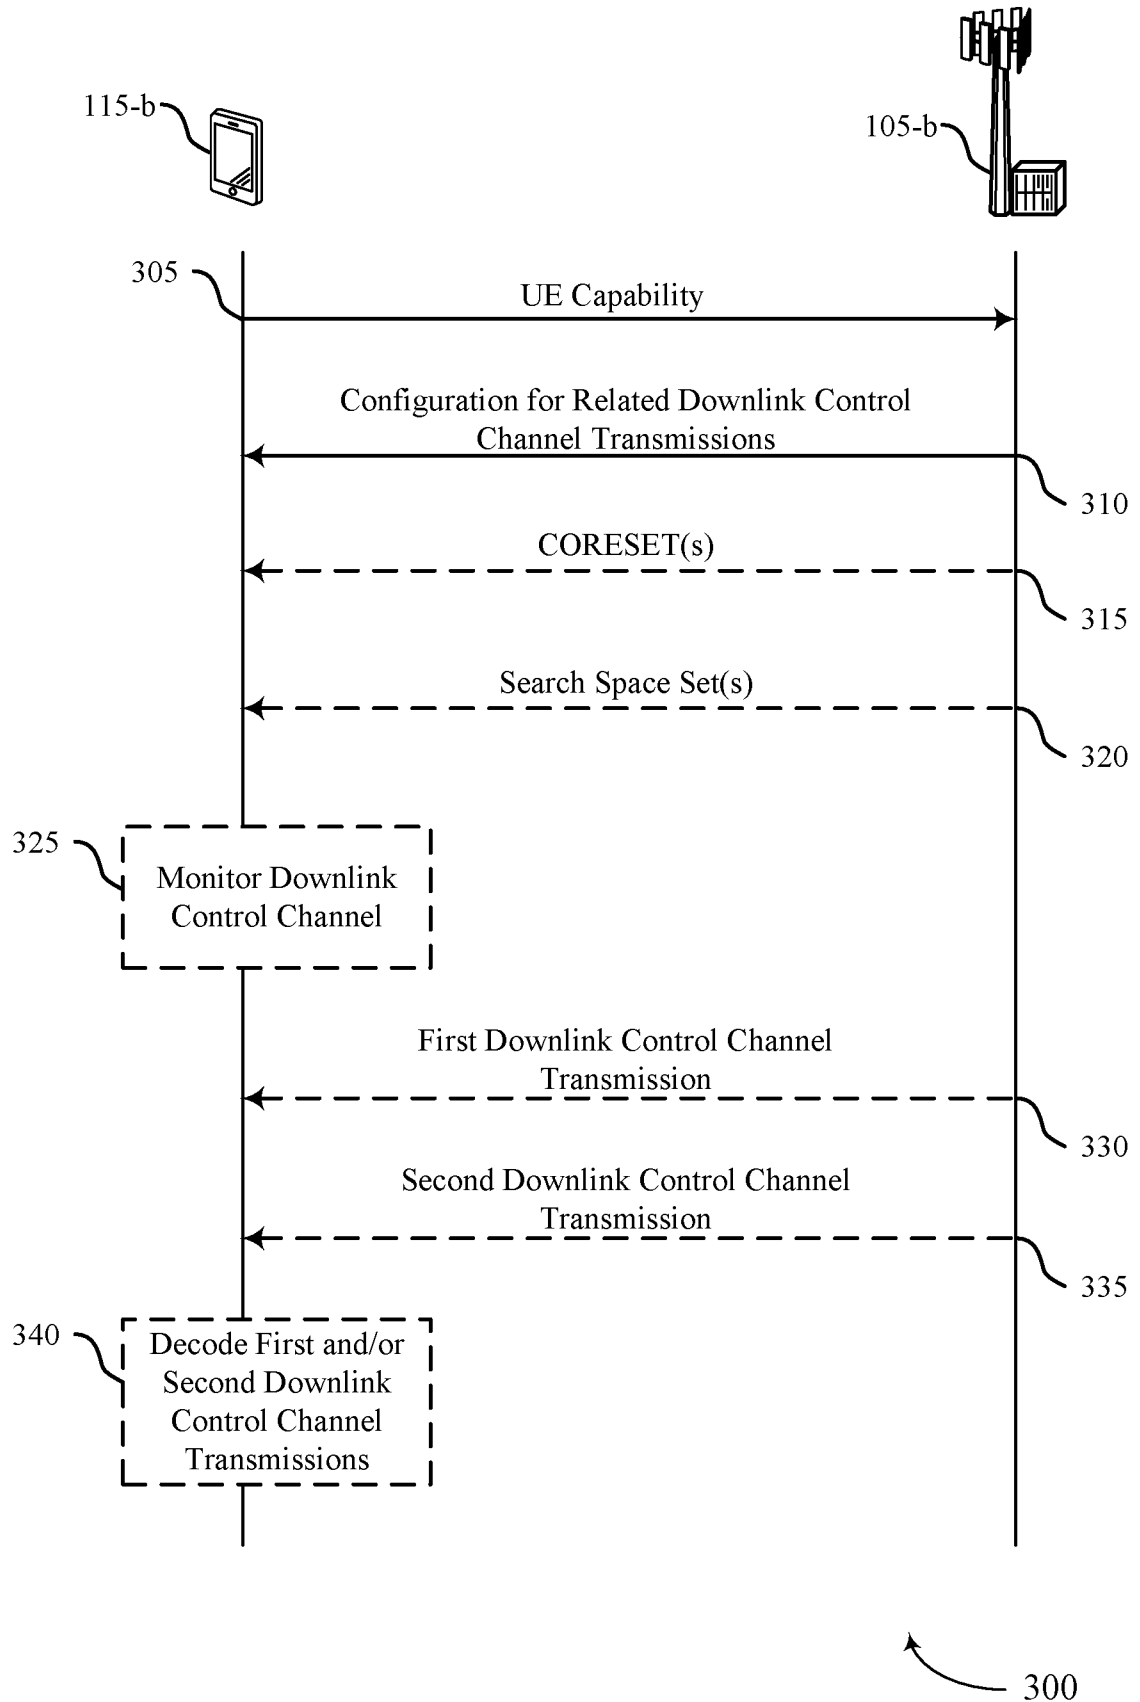 115-b
105-b
305
UE Capability
Configuration for Related Downlink Control
Channel Transmissions
310
CORESET(s)
315
Search Space Set(s)
320
325
Monitor Downlink
Control Channel
First Downlink Control Channel
Transmission
330
Second Downlink Control Channel
Transmission
335
340
Decode First and/or
Second Downlink
Control Channel
Transmissions
300